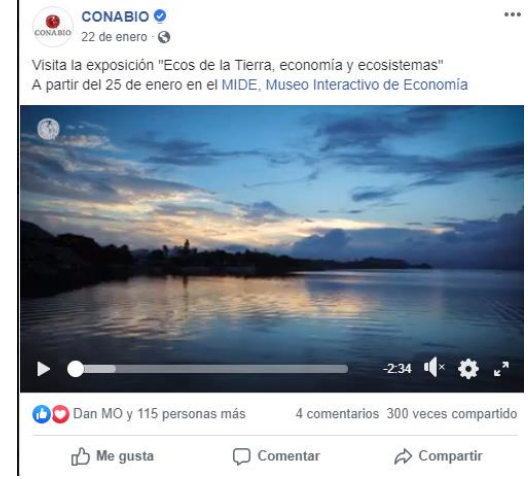 CONABIO
CONABIO
22 de enero ·
Visita la exposición "Ecos de la Tierra, economía y ecosistemas"
A partir del 25 de enero en el MIDE, Museo Interactivo de Economía
-2:34
Dan MO y 115 personas más
4 comentarios 300 veces compartido
Me gusta
Comentar
Compartir